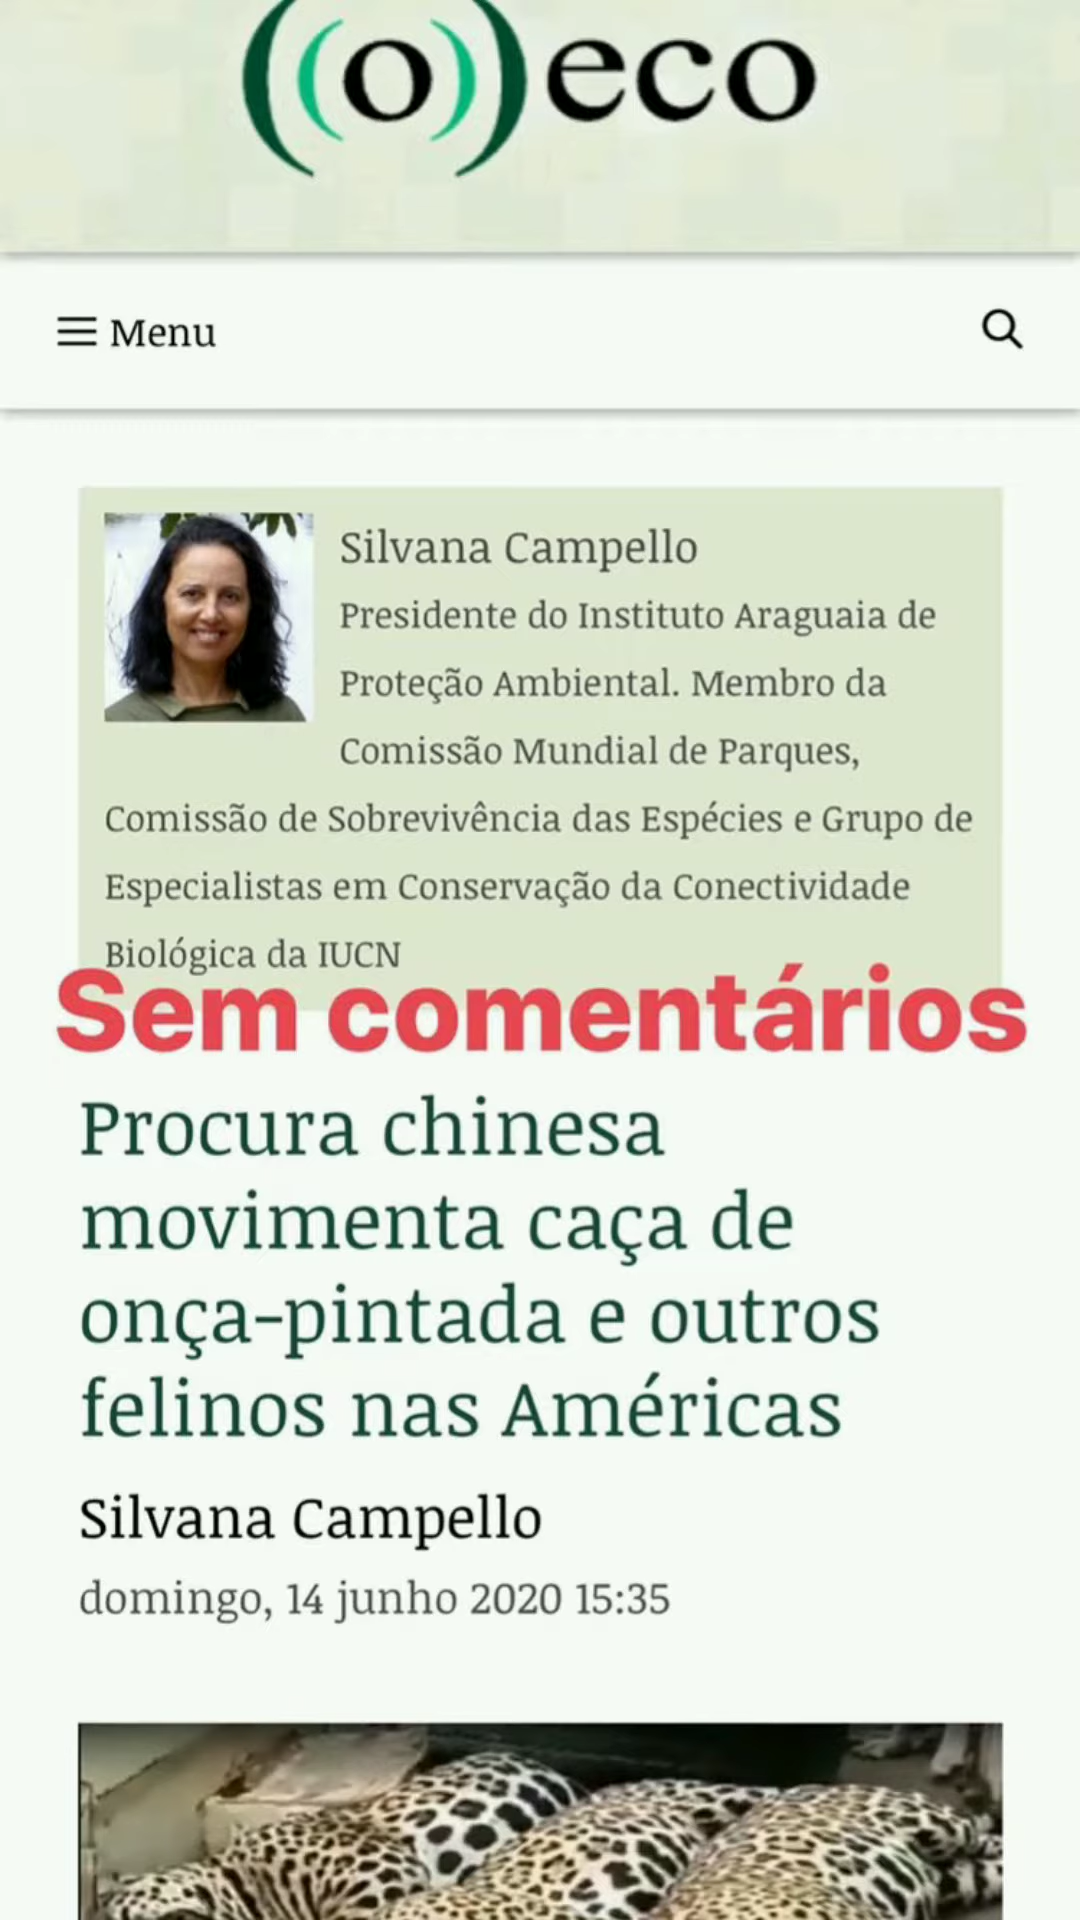 ((o))eco
Menu
Silvana Campello
Presidente do Instituto Araguaia de
Proteção Ambiental. Membro da
Comissão Mundial de Parques,
Comissão de Sobrevivência das Espécies e Grupo de
Especialistas em Conservação da Conectividade
Biológica da IUCN
Sem comentários
Procura chinesa
movimenta caça de
onça-pintada e outros
felinos nas Américas
Silvana Campello
domingo, 14 junho 2020 15:35